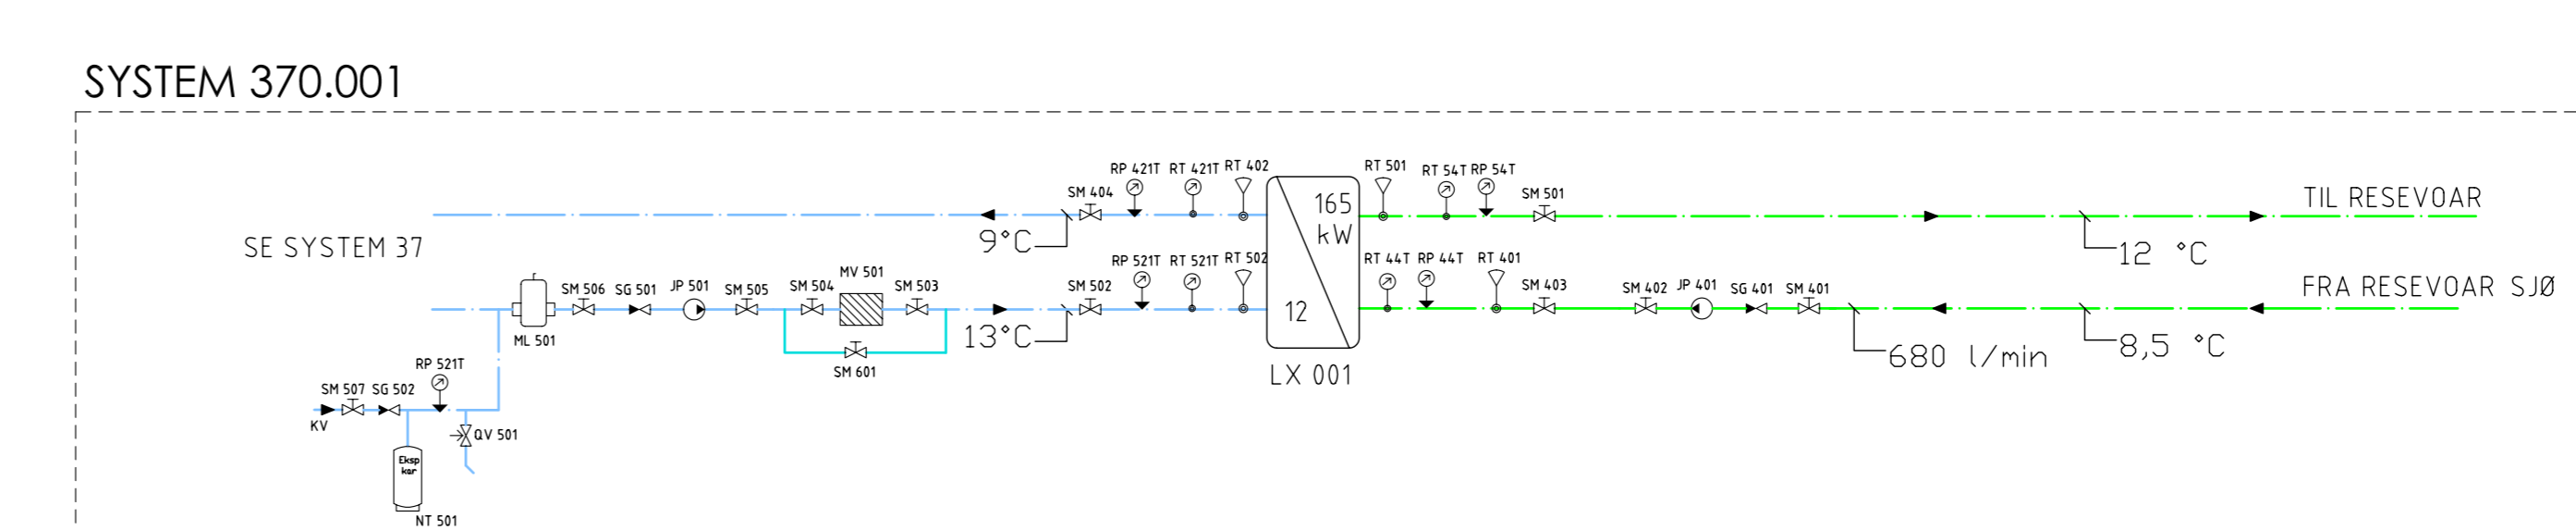 SYSTEM 370.001
RP 421T RT 421T RT 402
SM 404
RT 501
RT 54T RP 54T
SM 501
165
kW
TIL RESEVOAR
9°C
12 °C
SE SYSTEM 37
RP 521T RT 521T RT 502
SM 502
RT 44T RP 44T RT 401
SM 403
SM 402 JP 401 SG 401 SM 401
FRA RESEVOAR SJØ
SM 506 SG 501 JP 501 SM 505 SM 504 MV 501 SM 503
12
13°C
ML 501
680 l/min
8,5 °C
SM 601
LX 001
RP 521T
SM 507 SG 502
KV
QV 501
Eksp
kar
NT 501